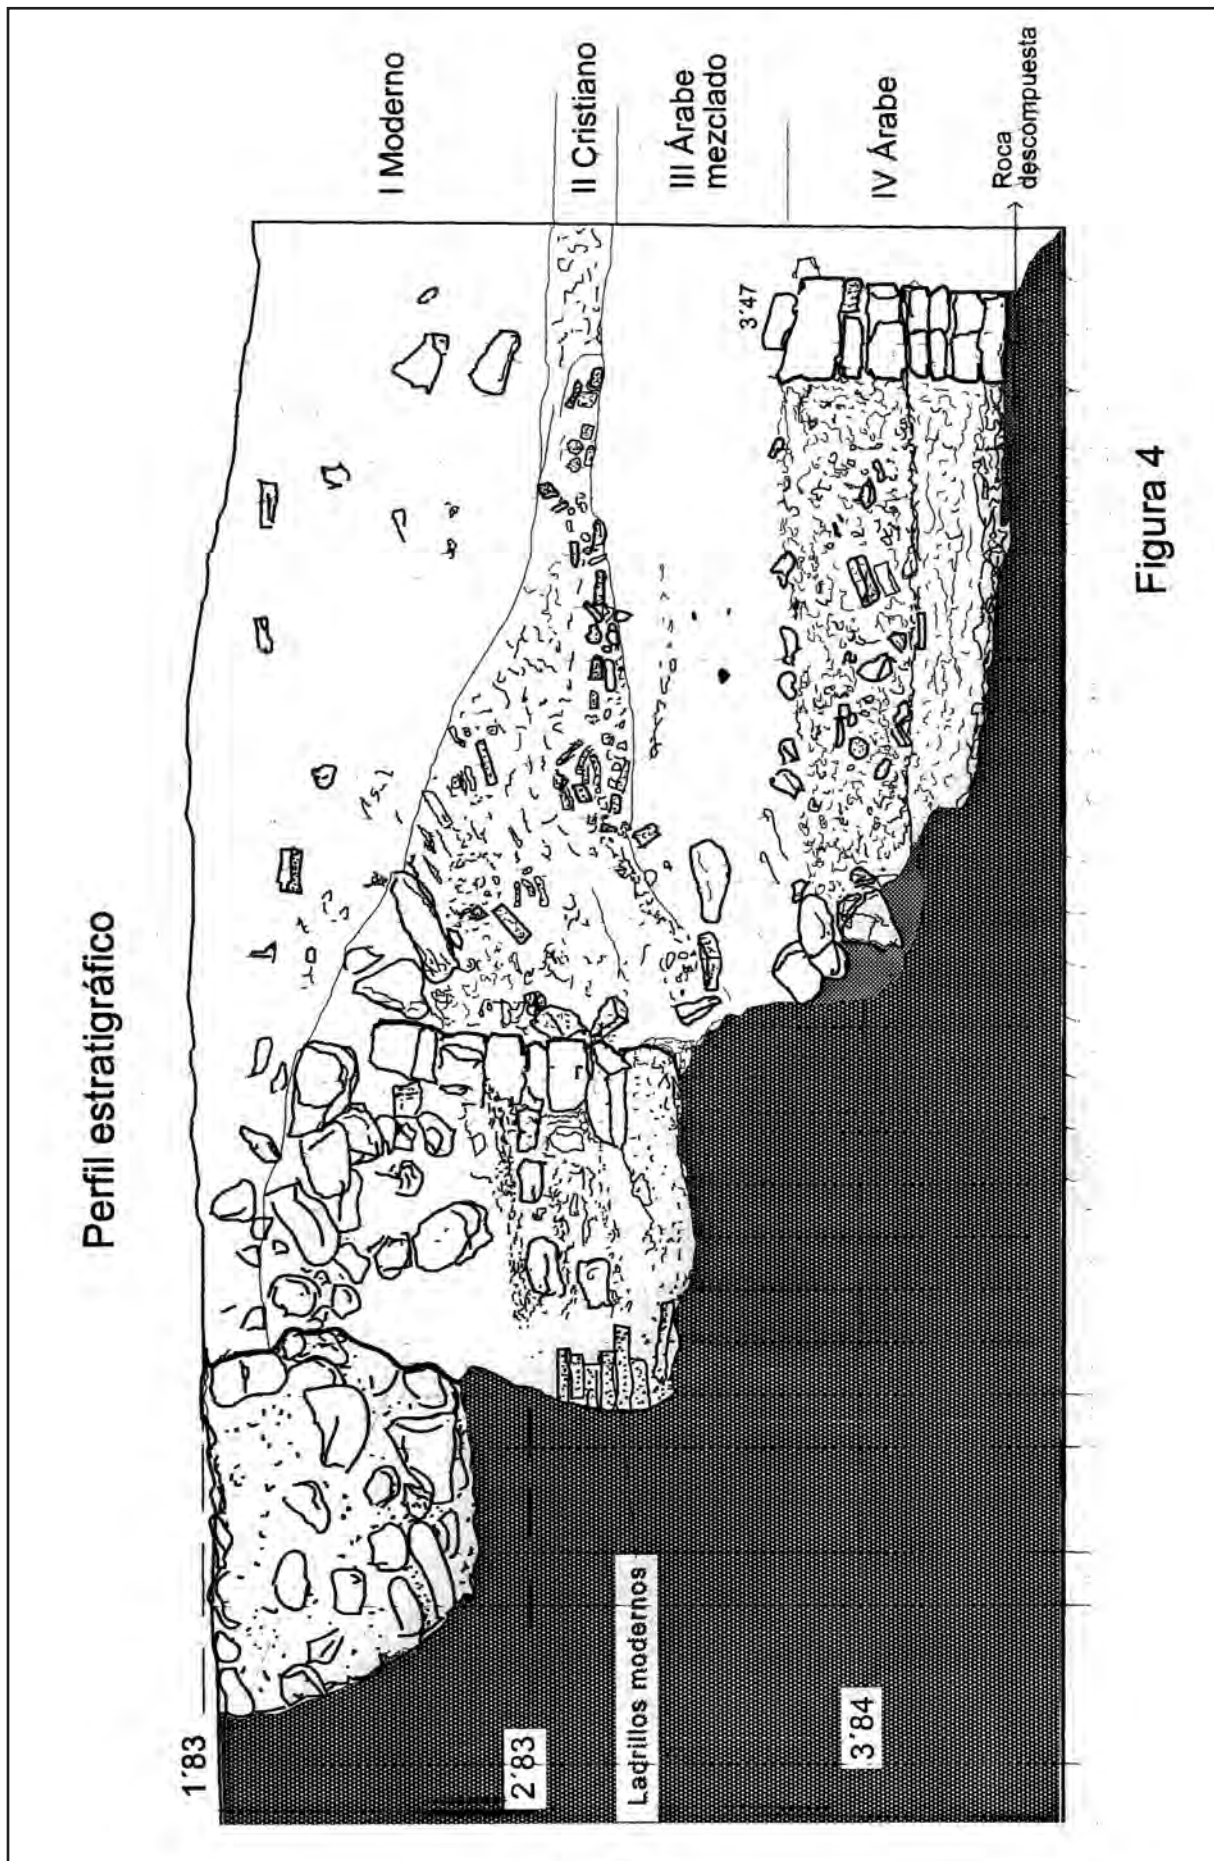 Perfil estratigráfico
1´83
2´83
Ladrillos modernos
3´84
3´47
I Moderno
II Cristiano
III Árabe
mezclado
IV Árabe
Roca
descompuesta
Figura 4